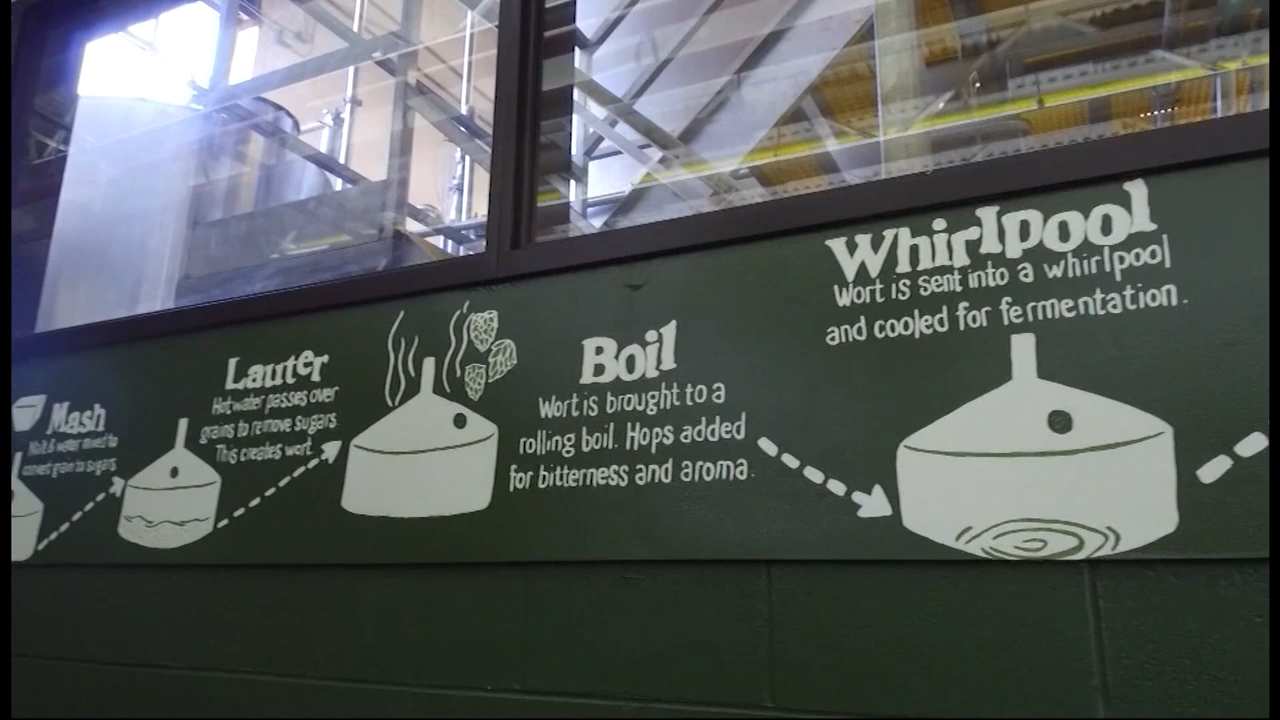 Mash
Malt & water mixed to
convert grain to sugars
Lauter
Hot water passes over
grains to remove sugars.
This creates wort.
Boil
Wort is brought to a
rolling boil. Hops added
for bitterness and aroma.
Whirlpool
Wort is sent into a whirlpool
and cooled for fermentation.